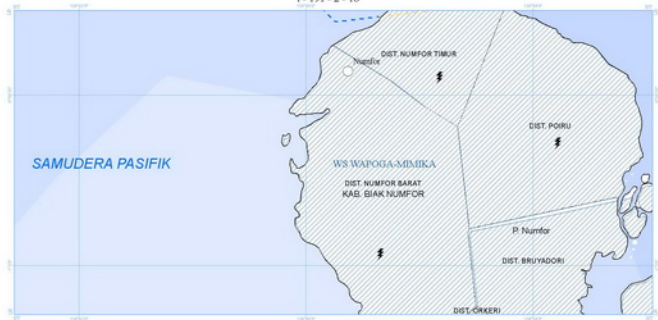 DIST. NUMFOR TIMUR
Numfor
DIST. POIRU
SAMUDERA PASIFIK
WS WAPOGA-MIMIKA
DIST. NUMFOR BARAT
KAB. BIAK NUMFOR
P. Numfor
DIST. BRUYADORI
DIST. ORKERI